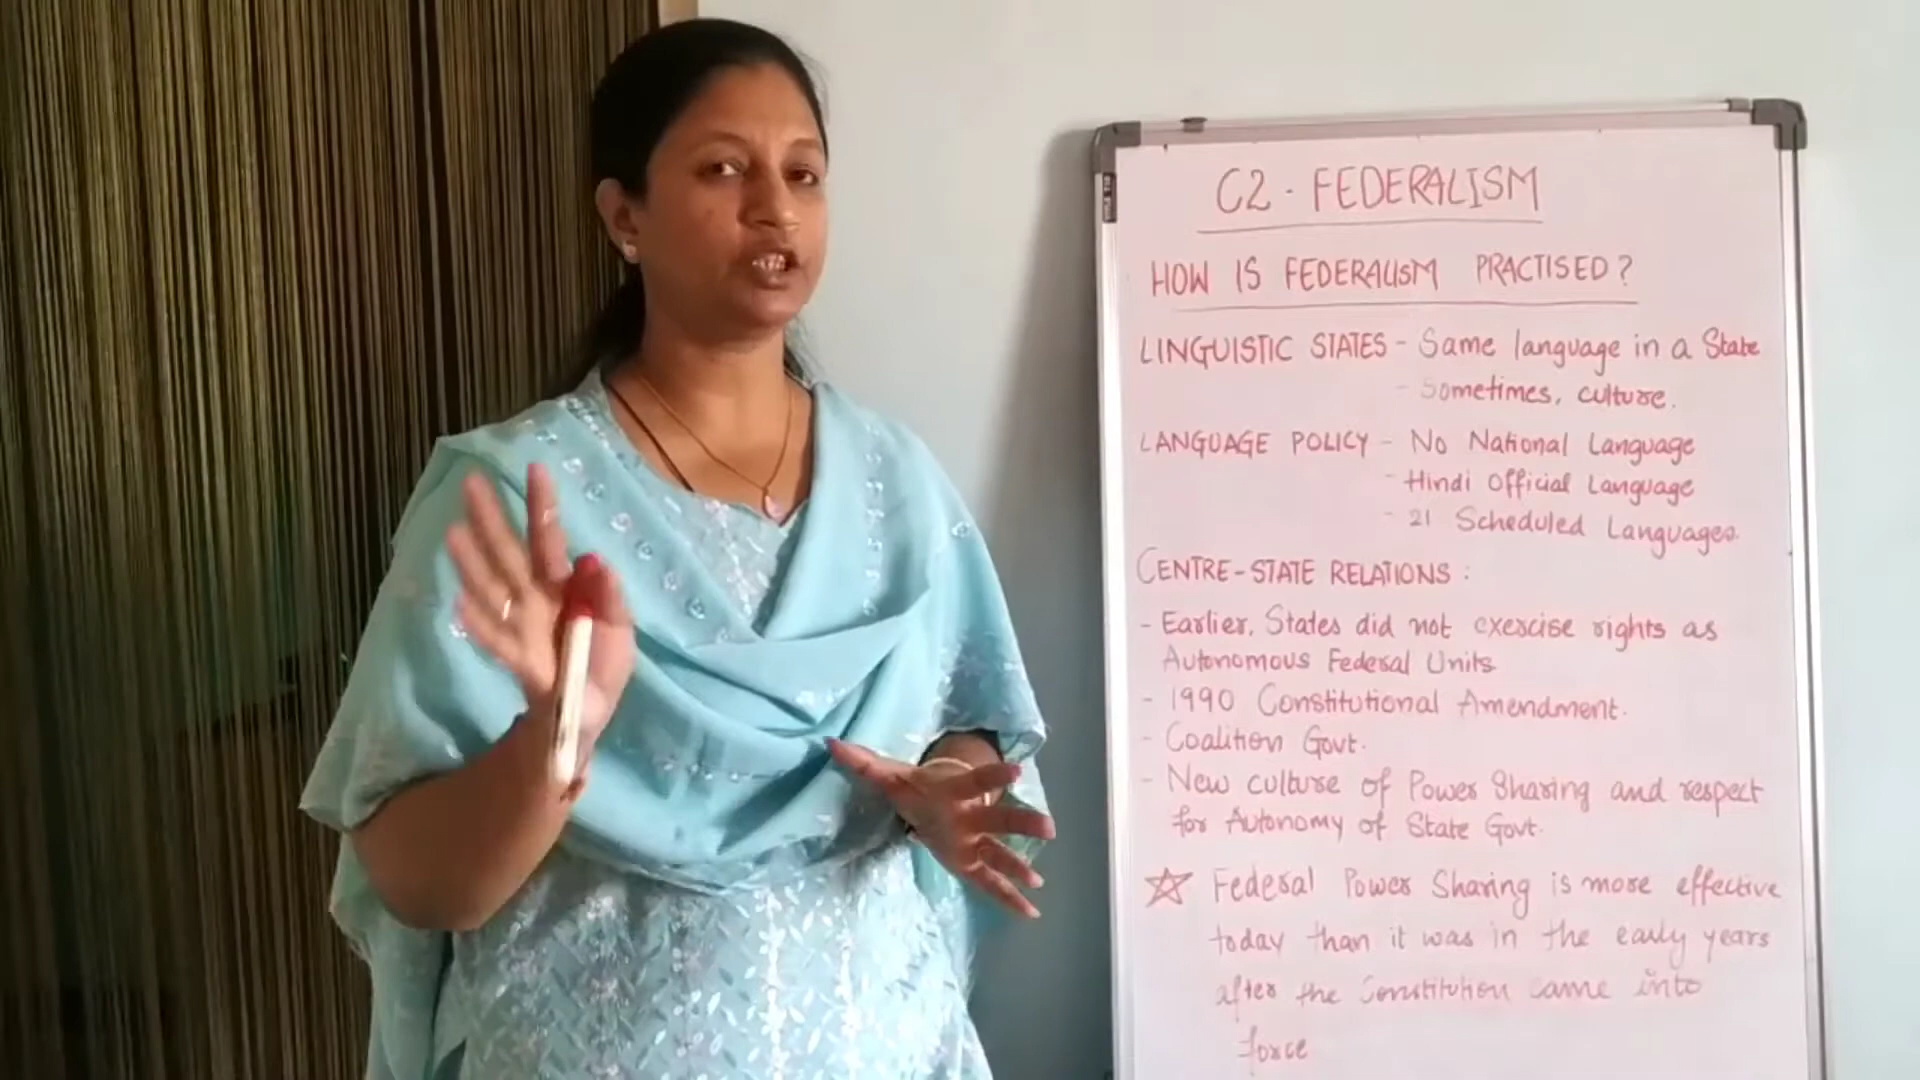 C2 - FEDERALISM
HOW IS FEDERALISM PRACTISED?
LINGUISTIC STATES - Same language in a State
- Sometimes, culture.
LANGUAGE POLICY - No National Language
- Hindi Official Language
- 21 Scheduled Languages.
CENTRE-STATE RELATIONS:
- Earlier, States did not exercise rights as
Autonomous Federal Units
- 1990 Constitutional Amendment.
- Coalition Govt.
- New culture of Power Sharing and respect
for Autonomy of State Govt.
☆ Federal Power Sharing is more effective
today than it was in the early years
after the Constitution came into
force